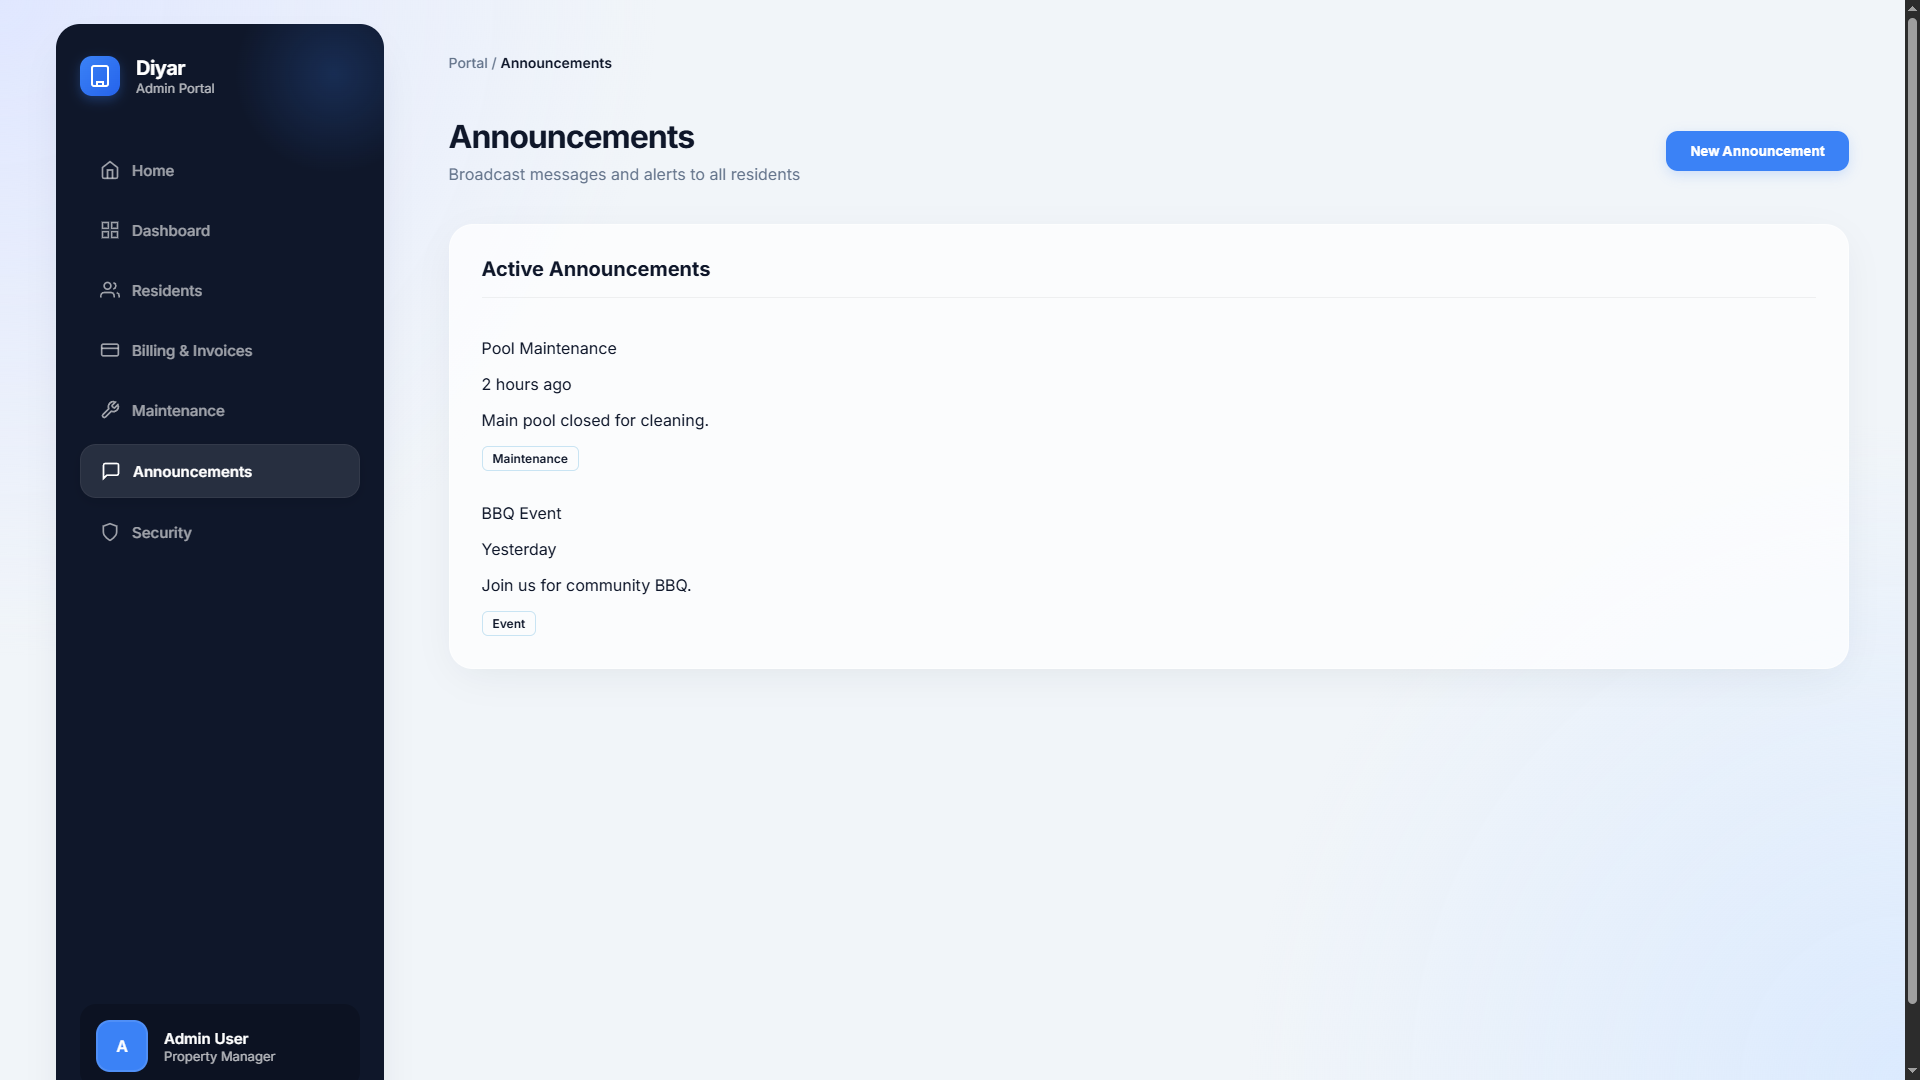 Diyar
Admin Portal
Home
Dashboard
Residents
Billing & Invoices
Maintenance
Announcements
Security
A
Admin User
Property Manager
Portal / Announcements
Announcements
Broadcast messages and alerts to all residents
New Announcement
Active Announcements
Pool Maintenance
2 hours ago
Main pool closed for cleaning.
Maintenance
BBQ Event
Yesterday
Join us for community BBQ.
Event